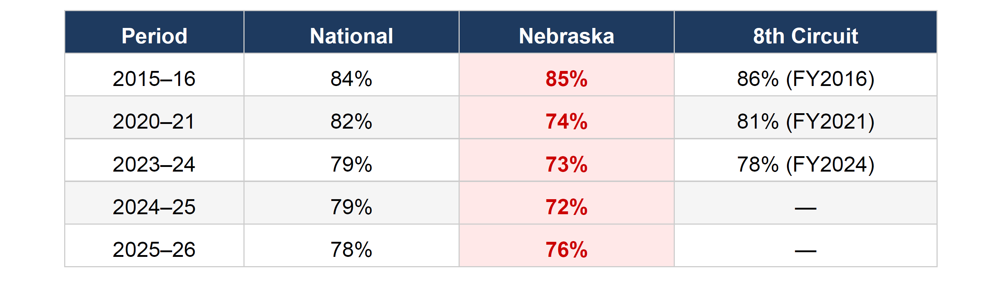 Period National Nebraska 8th Circuit
2015–16 84% 85% 86% (FY2016)
2020–21 82% 74% 81% (FY2021)
2023–24 79% 73% 78% (FY2024)
2024–25 79% 72% —
2025–26 78% 76% —